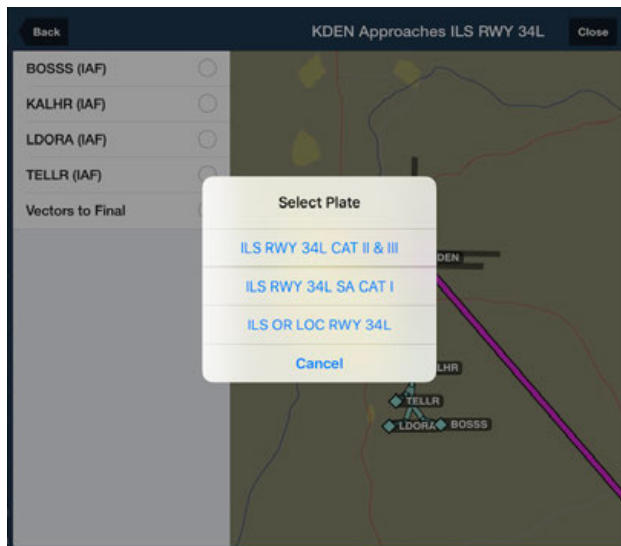 Back
KDEN Approaches ILS RWY 34L
Close
BOSSS (IAF)
KALHR (IAF)
LDORA (IAF)
TELLR (IAF)
Vectors to Final
Select Plate
ILS RWY 34L CAT II & III
ILS RWY 34L SA CAT I
ILS OR LOC RWY 34L
Cancel
DEN
LHR
TELLR
LDORA
BOSSS